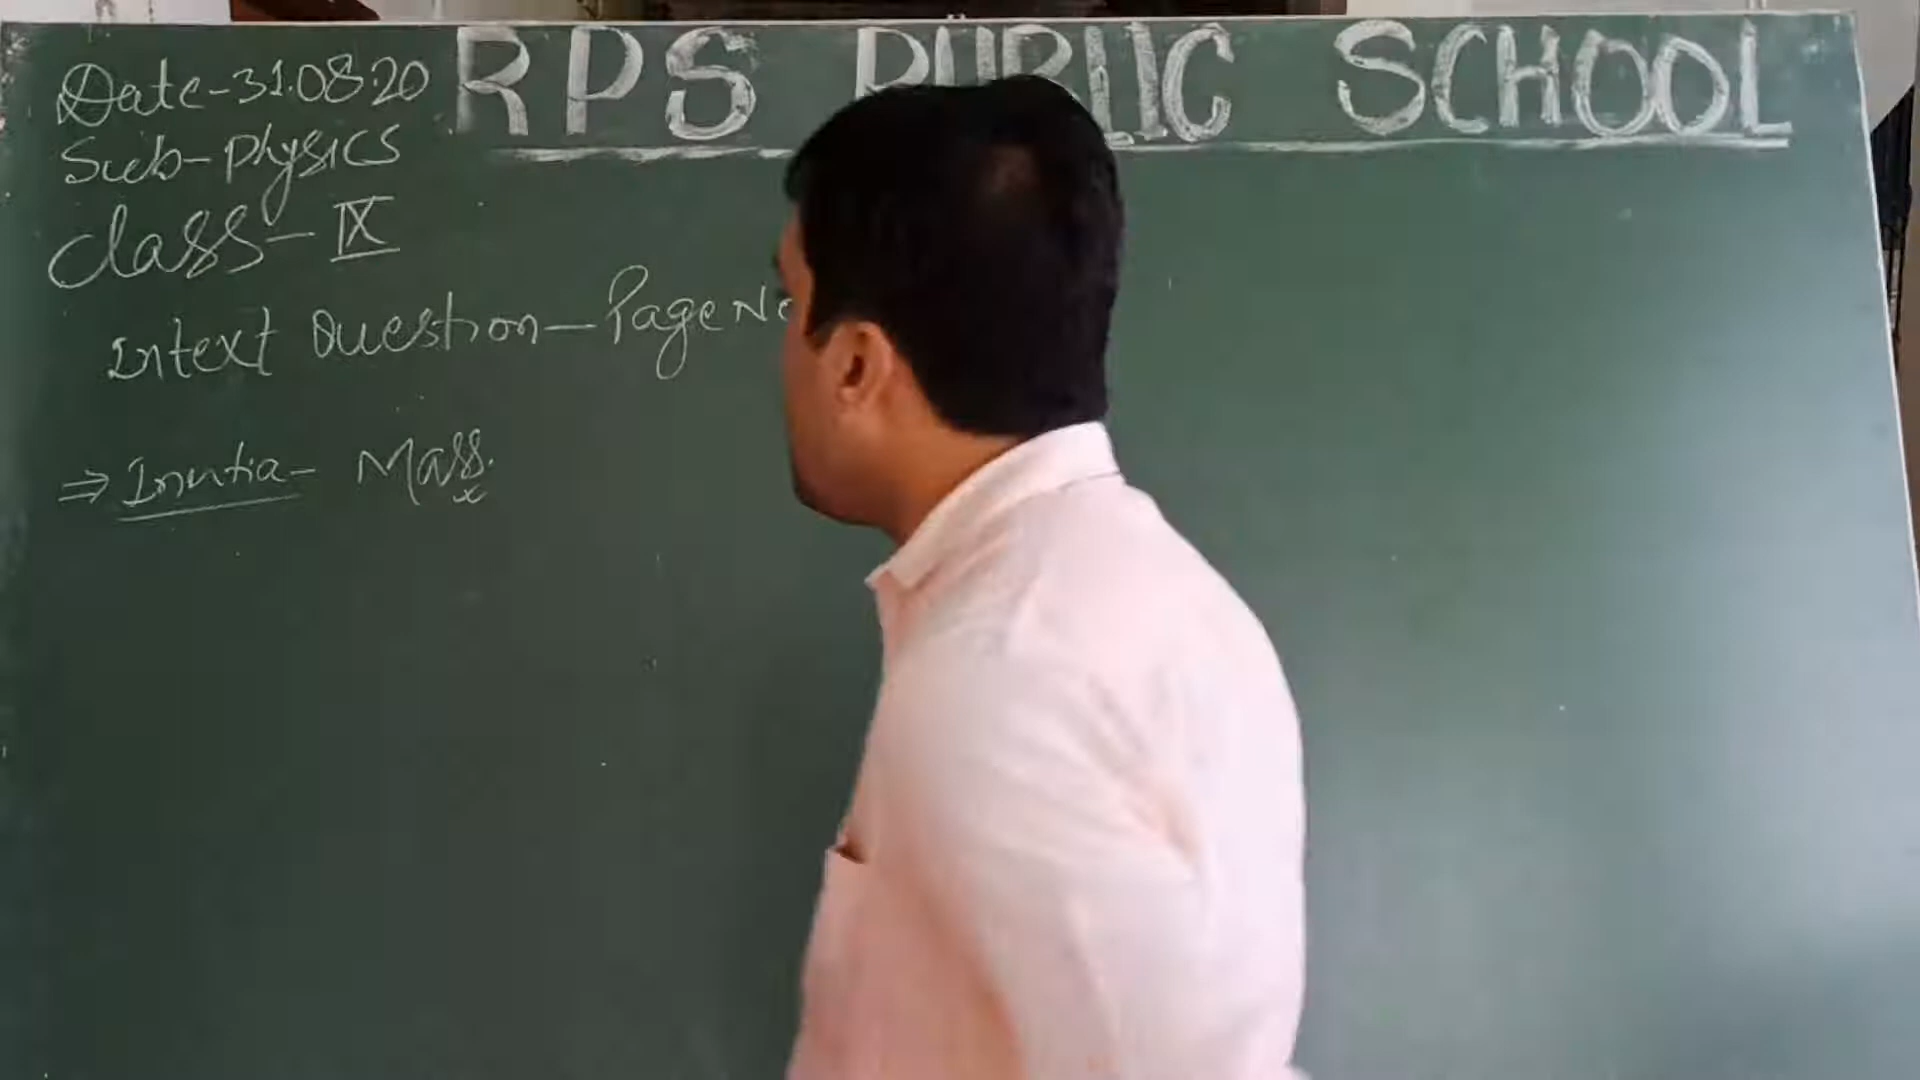 RPS PUBLIC SCHOOL
Date-31.08.20
Sub-Physics
Class-IX
Intext Question-Page No
⇒ Inertia- Mass.